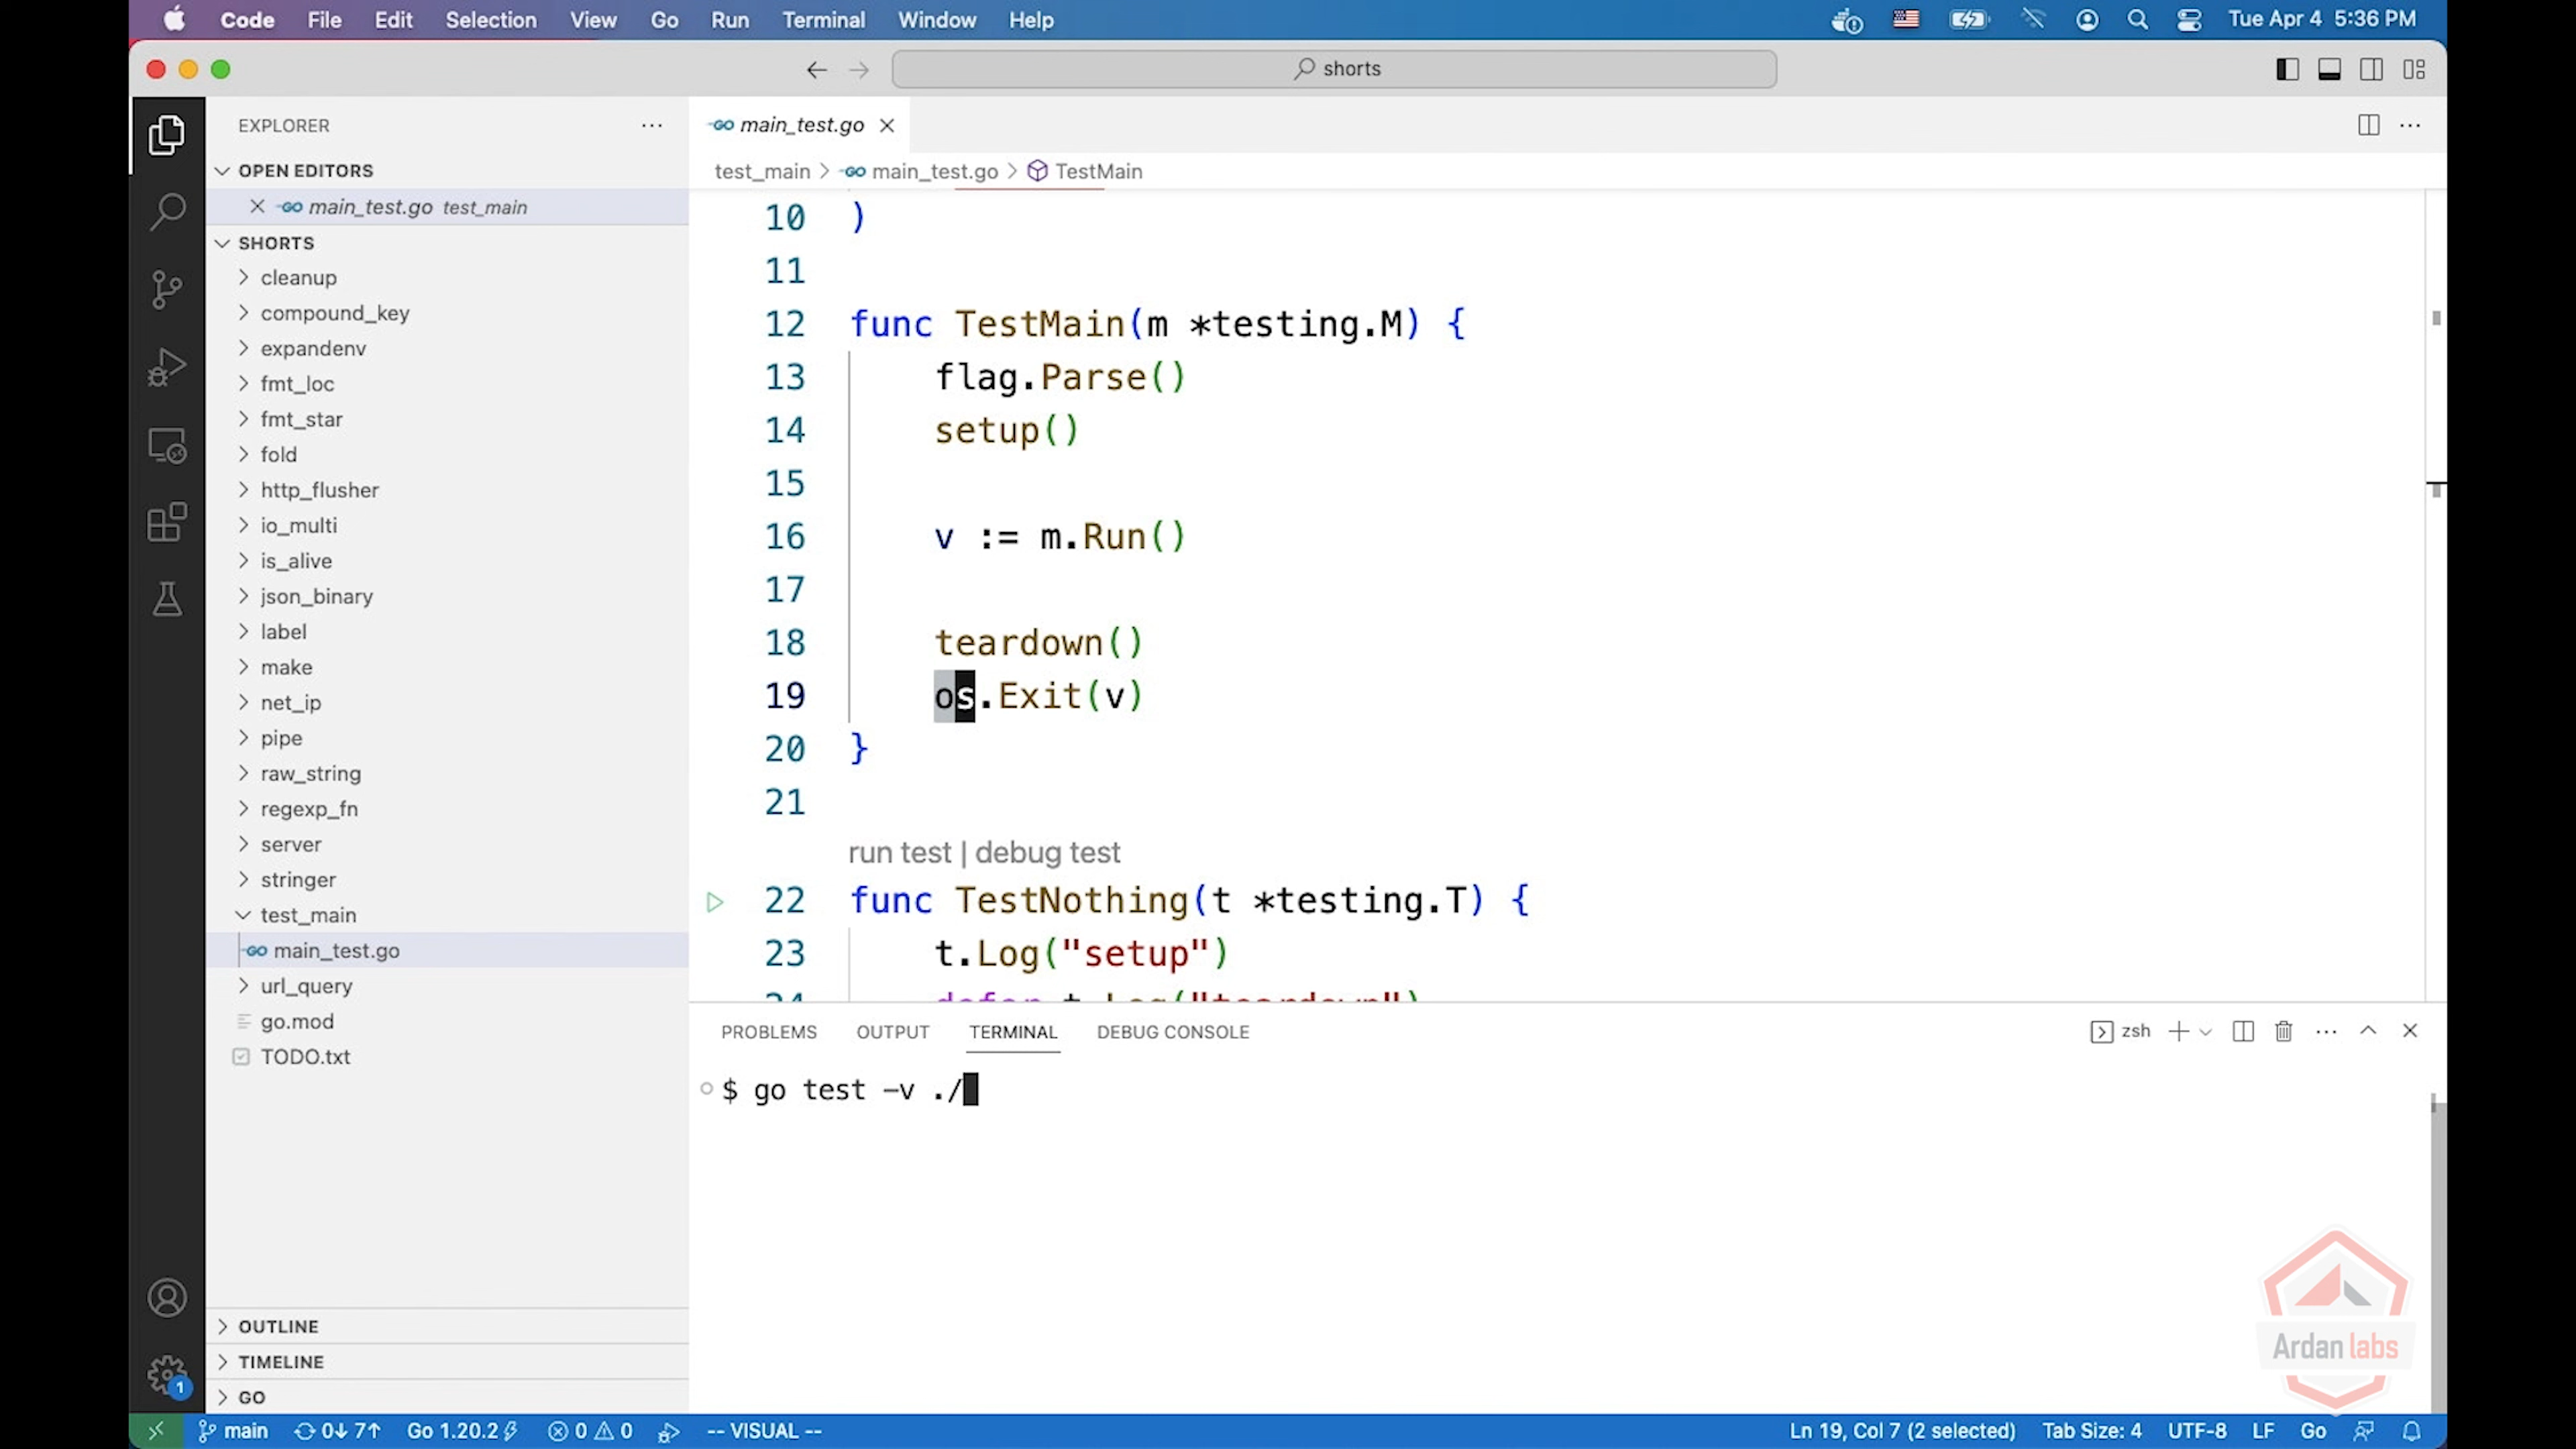 Code File Edit Selection View Go Run Terminal Window Help Tue Apr 4 5:36 PM
shorts
EXPLORER
OPEN EDITORS
main_test.go test_main
SHORTS
cleanup
compound_key
expandenv
fmt_loc
fmt_star
fold
http_flusher
io_multi
is_alive
json_binary
label
make
net_ip
pipe
raw_string
regexp_fn
server
stringer
test_main
main_test.go
url_query
go.mod
TODO.txt
OUTLINE
TIMELINE
GO
main_test.go
test_main > main_test.go > TestMain
10 )
11
12 func TestMain(m *testing.M) {
13 flag.Parse()
14 setup()
15
16 v := m.Run()
17
18 teardown()
19 os.Exit(v)
20 }
21
run test | debug test
22 func TestNothing(t *testing.T) {
23 t.Log("setup")
24 defer t.Log("teardown")
PROBLEMS OUTPUT TERMINAL DEBUG CONSOLE zsh
$ go test -v ./
Ardan labs
1
main 0↓ 7↑ Go 1.20.2 0 0 -- VISUAL -- Ln 19, Col 7 (2 selected) Tab Size: 4 UTF-8 LF Go